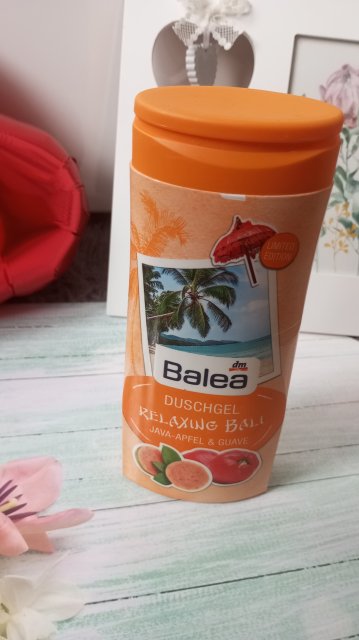 LIMITED
EDITION
dm
Balea
DUSCHGEL
RELAXING BALI
JAVA-APFEL & GUAVE